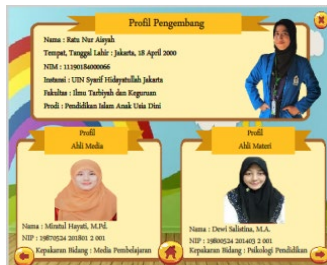 Profil Pengembang
Nama : Ratu Nur Aisyah
Tempat, Tanggal Lahir : Jakarta, 18 April 2000
NIM : 11190184000066
Instansi : UIN Syarif Hidayatullah Jakarta
Fakultas : Ilmu Tarbiyah dan Keguruan
Prodi : Pendidikan Islam Anak Usia Dini
Profil
Ahli Media
Nama : Miratul Hayati, M.Pd.
NIP : 19870524 201801 2 001
Kepakaran Bidang : Media Pembelajaran
Profil
Ahli Materi
Nama : Dewi Salistina, M.A.
NIP : 19800524 201403 2 001
Kepakaran Bidang : Psikologi Pendidikan